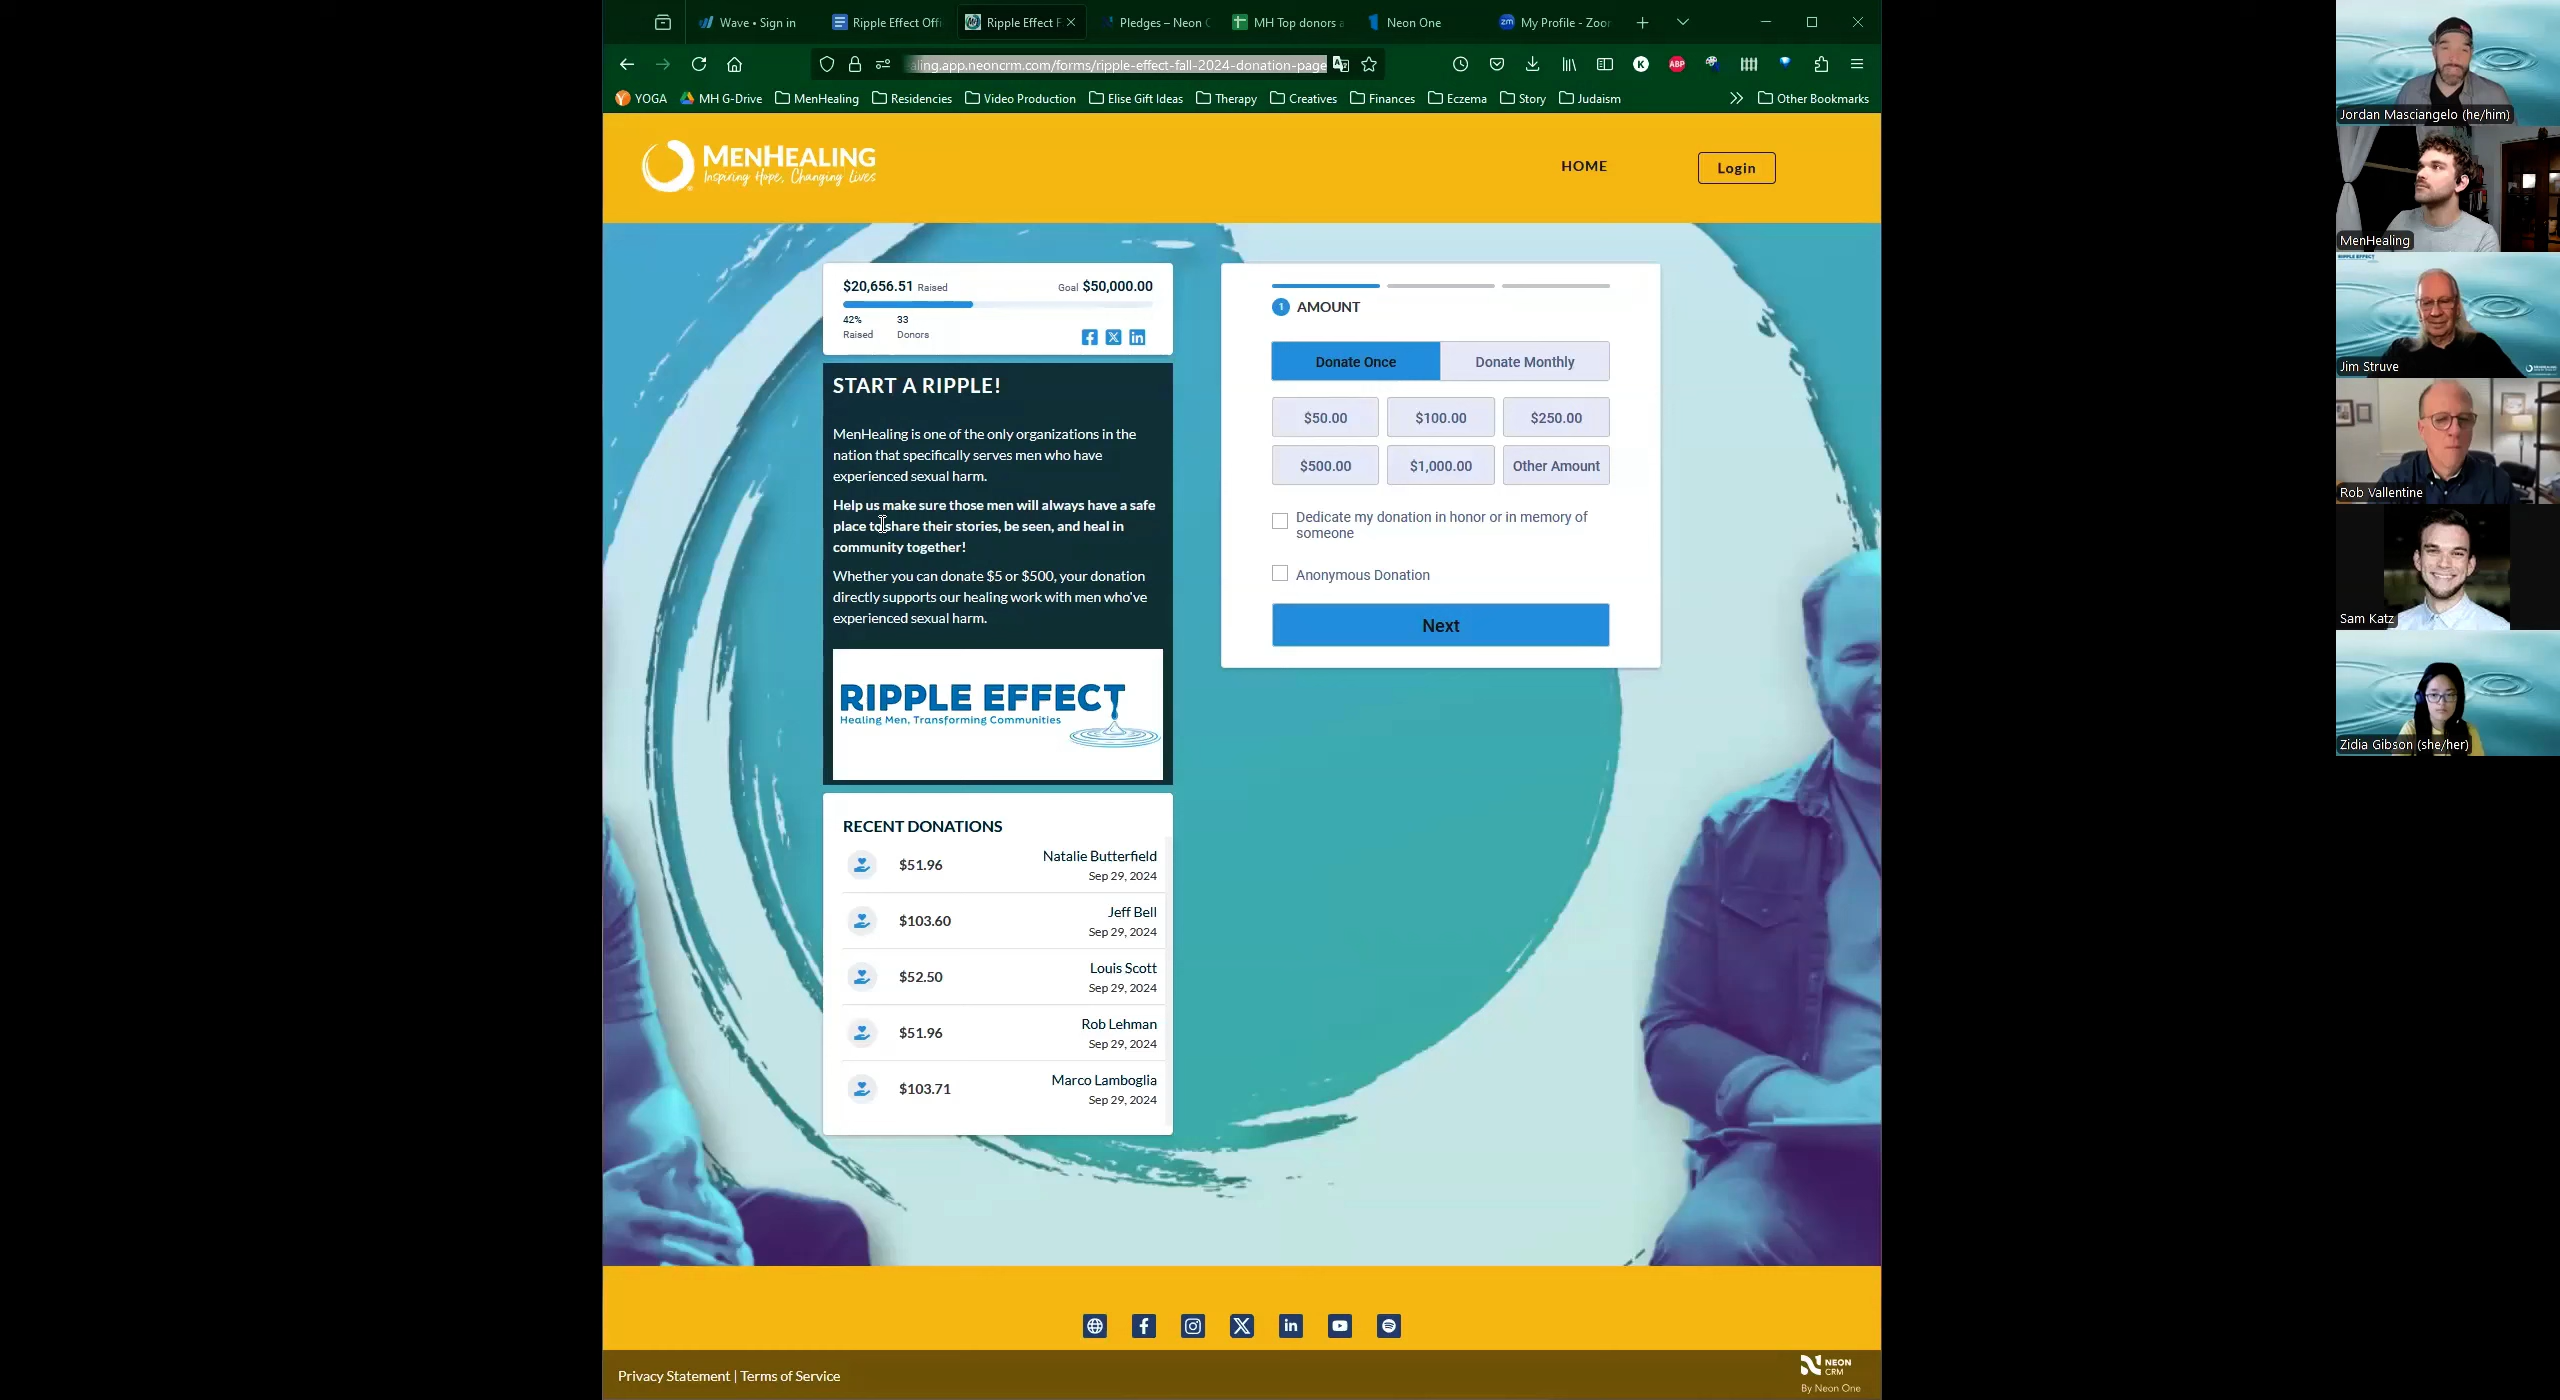 Wave • Sign in
Ripple Effect Offi
Ripple Effect F
Pledges – Neon C
MH Top donors a
Neon One
My Profile - Zoo
aling.app.neoncrm.com/forms/ripple-effect-fall-2024-donation-page
ABP
YOGA
MH G-Drive
MenHealing
Residencies
Video Production
Elise Gift Ideas
Therapy
Creatives
Finances
Eczema
Story
Judaism
Other Bookmarks
MENHEALING
Inspiring Hope, Changing Lives
HOME
Login
$20,656.51 Raised
Goal $50,000.00
42%
Raised
33
Donors
START A RIPPLE!
MenHealing is one of the only organizations in the
nation that specifically serves men who have
experienced sexual harm.
Help us make sure those men will always have a safe
place to share their stories, be seen, and heal in
community together!
Whether you can donate $5 or $500, your donation
directly supports our healing work with men who've
experienced sexual harm.
RIPPLE EFFECT
Healing Men, Transforming Communities
RECENT DONATIONS
$51.96
Natalie Butterfield
Sep 29, 2024
$103.60
Jeff Bell
Sep 29, 2024
$52.50
Louis Scott
Sep 29, 2024
$51.96
Rob Lehman
Sep 29, 2024
$103.71
Marco Lamboglia
Sep 29, 2024
1 AMOUNT
Donate Once
Donate Monthly
$50.00
$100.00
$250.00
$500.00
$1,000.00
Other Amount
Dedicate my donation in honor or in memory of
someone
Anonymous Donation
Next
Privacy Statement | Terms of Service
NEON
CRM
By Neon One
Jordan Masciangelo (he/him)
MenHealing
RIPPLE EFFECT
Jim Struve
Rob Vallentine
Sam Katz
Zidia Gibson (she/her)